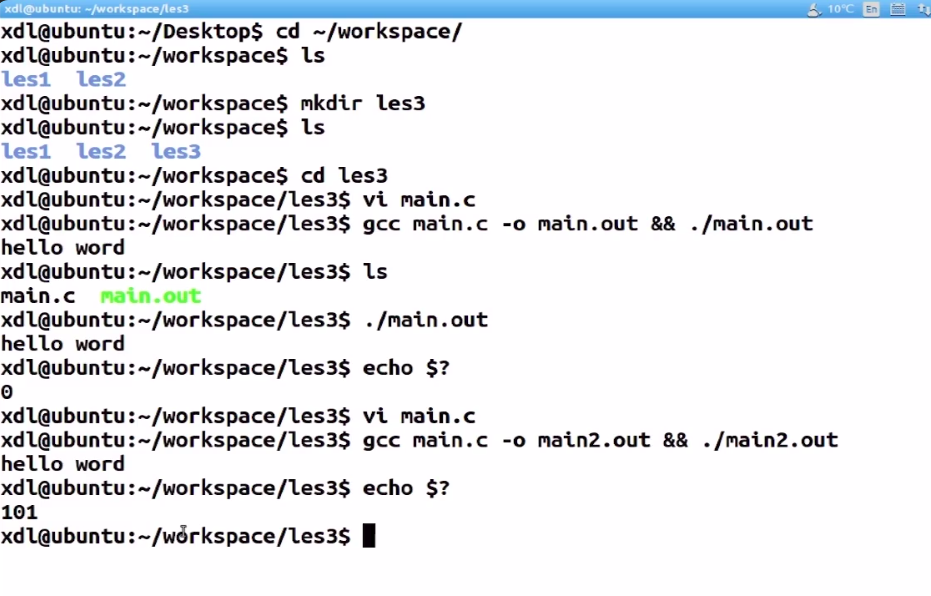 xdl@ubuntu: ~/workspace/les3
10°C En
xdl@ubuntu:~/Desktop$ cd ~/workspace/
xdl@ubuntu:~/workspace$ ls
les1 les2
xdl@ubuntu:~/workspace$ mkdir les3
xdl@ubuntu:~/workspace$ ls
les1 les2 les3
xdl@ubuntu:~/workspace$ cd les3
xdl@ubuntu:~/workspace/les3$ vi main.c
xdl@ubuntu:~/workspace/les3$ gcc main.c -o main.out && ./main.out
hello word
xdl@ubuntu:~/workspace/les3$ ls
main.c main.out
xdl@ubuntu:~/workspace/les3$ ./main.out
hello word
xdl@ubuntu:~/workspace/les3$ echo $?
0
xdl@ubuntu:~/workspace/les3$ vi main.c
xdl@ubuntu:~/workspace/les3$ gcc main.c -o main2.out && ./main2.out
hello word
xdl@ubuntu:~/workspace/les3$ echo $?
101
xdl@ubuntu:~/workspace/les3$